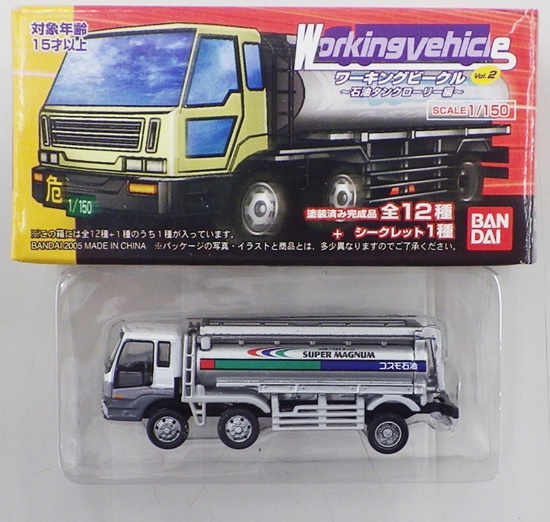 対象年齢
15才以上
Workingvehicle
ワーキングビークル Vol.2
～石油タンクローリー編～
SCALE 1/150
危
1/150
塗装済み完成品 全12種
+ シークレット1種
BAN
DAI
※この箱には全12種+1種のうち1種が入っています。
BANDAI 2005 MADE IN CHINA ※パッケージの写真・イラストと商品とは、多少異なりますのでご了承ください。
SUPER MAGNUM
コスモ石油